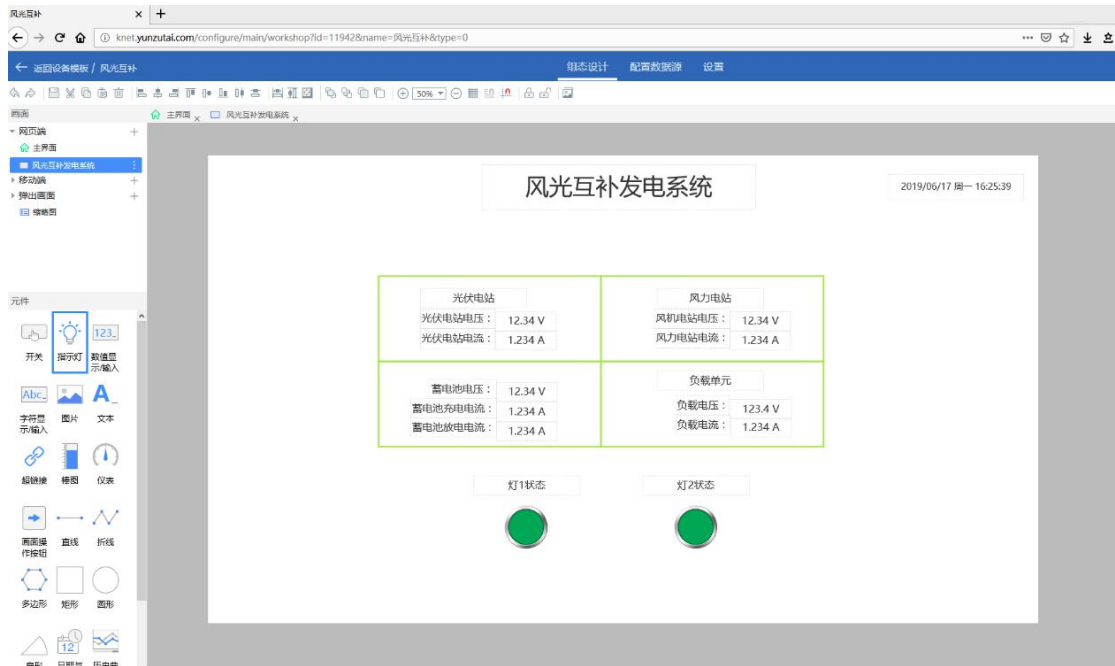 风光互补
knet.yunzutai.com/configure/main/workshop?id=11942&name=风光互补&type=0
返回设备模板 / 风光互补
组态设计 配置数据源 设置
50%
画面
主界面 x 风光互补发电系统 x
网页端
主界面
风光互补发电系统
移动端
弹出画面
缩略图
风光互补发电系统
2019/06/17 周一 16:25:39
光伏电站
光伏电站电压： 12.34 V
光伏电站电流： 1.234 A
风力电站
风机电站电压： 12.34 V
风力电站电流： 1.234 A
蓄电池电压： 12.34 V
蓄电池充电电流： 1.234 A
蓄电池放电电流： 1.234 A
负载单元
负载电压： 123.4 V
负载电流： 1.234 A
灯1状态 灯2状态
元件
123_
开关 指示灯 数值显
示/输入
Abc_ A_
字符显 图片 文本
示/输入
超链接 棒图 仪表
画面操 直线 折线
作按钮
多边形 矩形 圆形
12